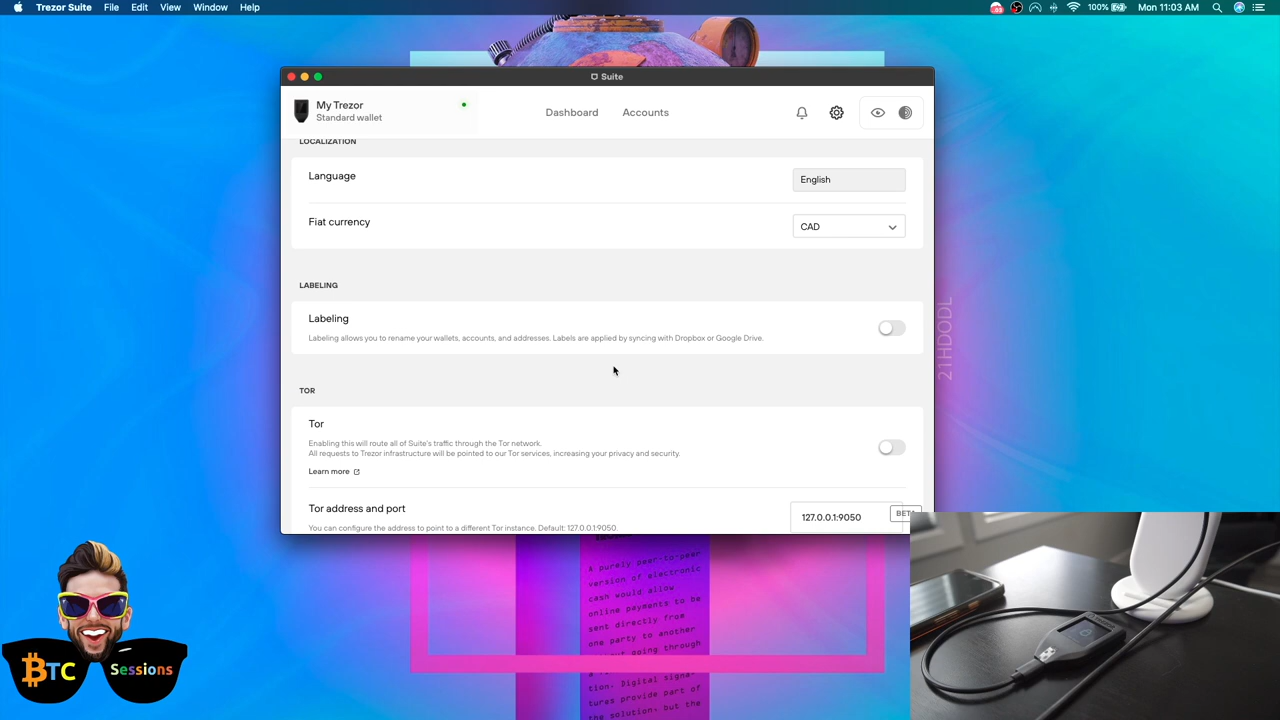 Trezor Suite File Edit View Window Help 100% Mon 11:03 AM
Suite
My Trezor
Standard wallet
Dashboard Accounts
LOCALIZATION
Language English
Fiat currency CAD
LABELING
Labeling
Labeling allows you to rename your wallets, accounts, and addresses. Labels are applied by syncing with Dropbox or Google Drive.
TOR
Tor
Enabling this will route all of Suite's traffic through the Tor network.
All requests to Trezor infrastructure will be pointed to our Tor services, increasing your privacy and security.
Learn more
Tor address and port 127.0.0.1:9050 BETA
You can configure the address to point to a different Tor instance. Default: 127.0.0.1:9050.
21HDODL
A purely peer-to-peer
version of electronic
cash would allow
online payments to be
sent directly from
one party to another
going through
tion. Digital signa-
tures provide part of
the solution, but the
BTC Sessions